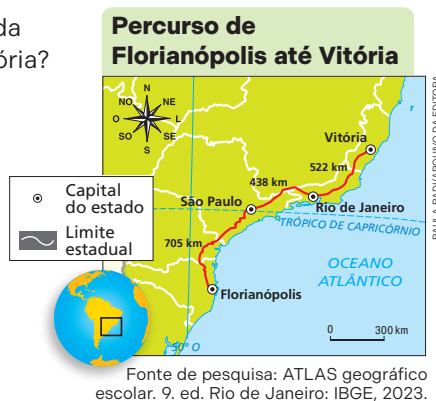 da
ória?
Percurso de
Florianópolis até Vitória
N
NO
NE
O
L
SO
SE
S
Vitória
522 km
438 km
São Paulo
Rio de Janeiro
TRÓPICO DE CAPRICÓRNIO
705 km
OCEANO
ATLÂNTICO
Florianópolis
50° O
0
300 km
Capital
do estado
Limite
estadual
Fonte de pesquisa: ATLAS geográfico
escolar. 9. ed. Rio de Janeiro: IBGE, 2023.